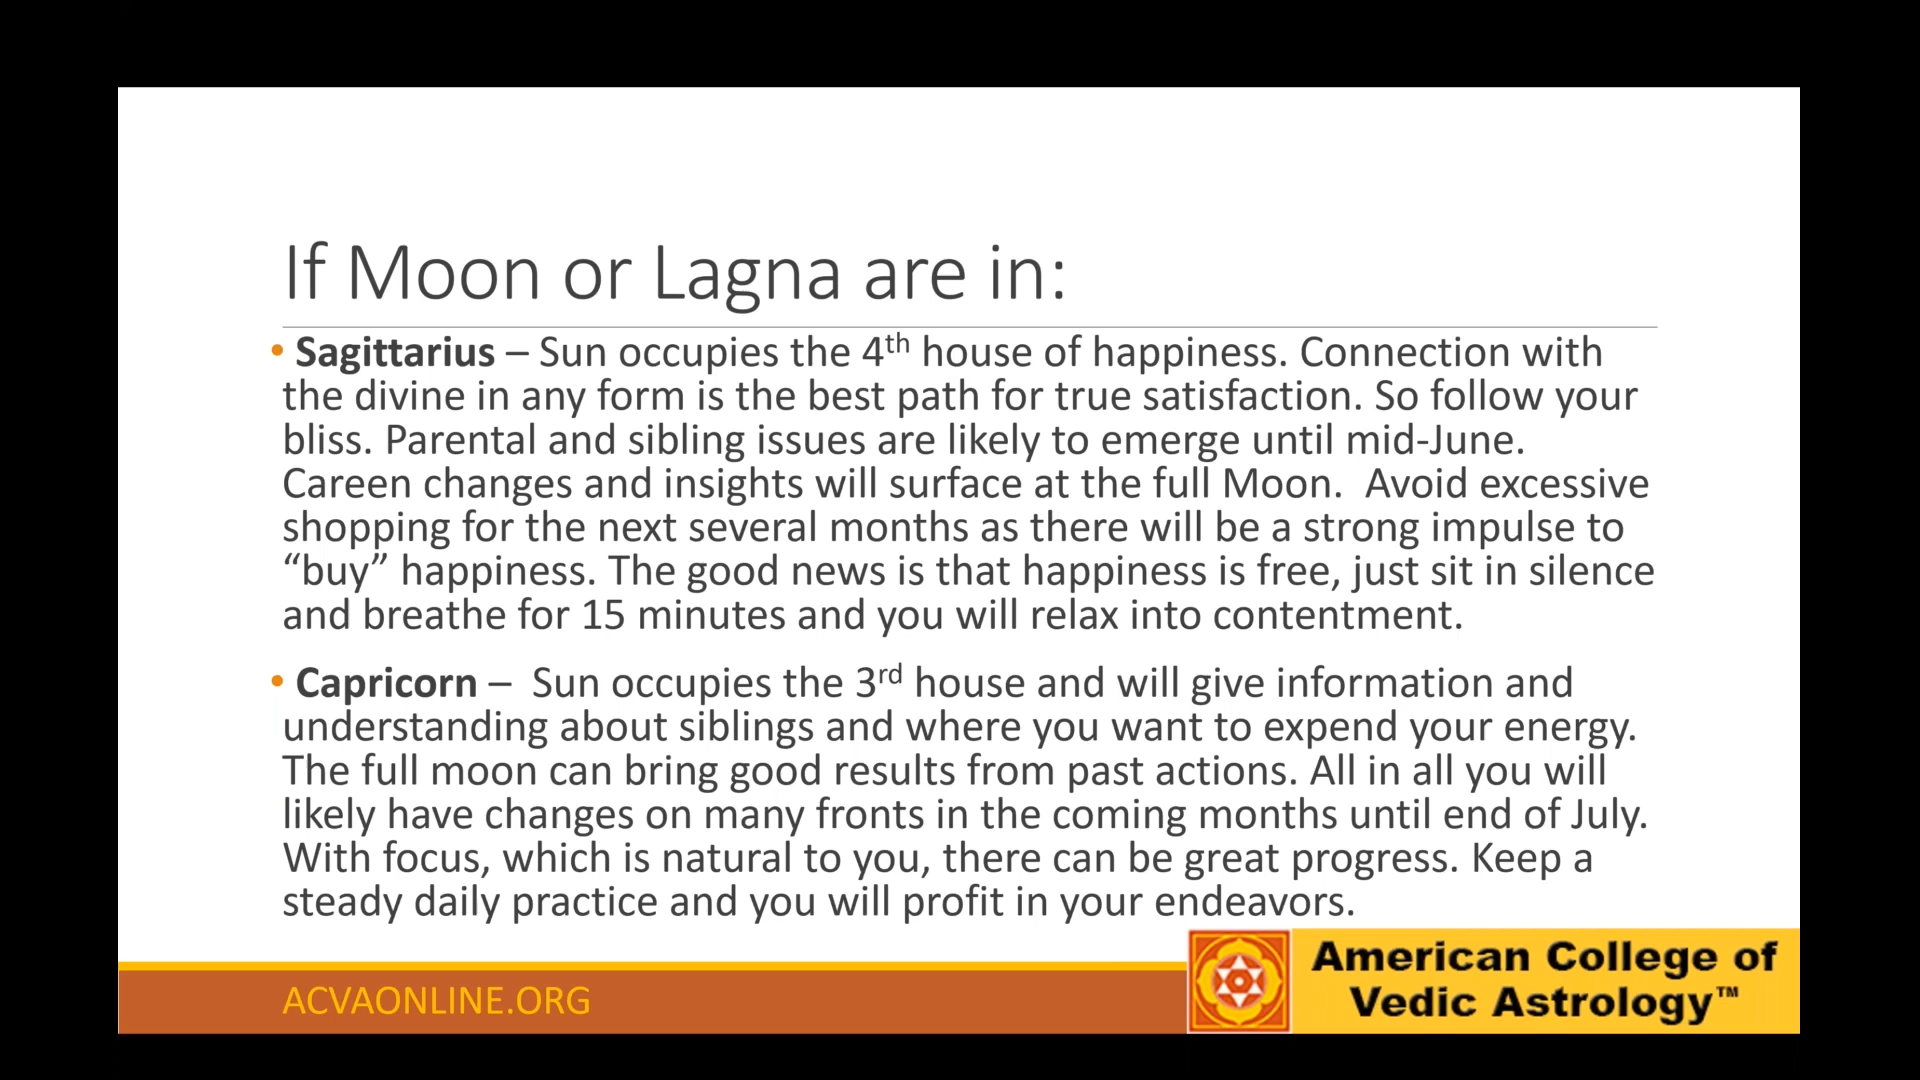 If Moon or Lagna are in:
• Sagittarius – Sun occupies the 4th house of happiness. Connection with
the divine in any form is the best path for true satisfaction. So follow your
bliss. Parental and sibling issues are likely to emerge until mid-June.
Careen changes and insights will surface at the full Moon.  Avoid excessive
shopping for the next several months as there will be a strong impulse to
“buy” happiness. The good news is that happiness is free, just sit in silence
and breathe for 15 minutes and you will relax into contentment.
• Capricorn –  Sun occupies the 3rd house and will give information and
understanding about siblings and where you want to expend your energy.
The full moon can bring good results from past actions. All in all you will
likely have changes on many fronts in the coming months until end of July.
With focus, which is natural to you, there can be great progress. Keep a
steady daily practice and you will profit in your endeavors.
ACVAONLINE.ORG
American College of
Vedic Astrology™